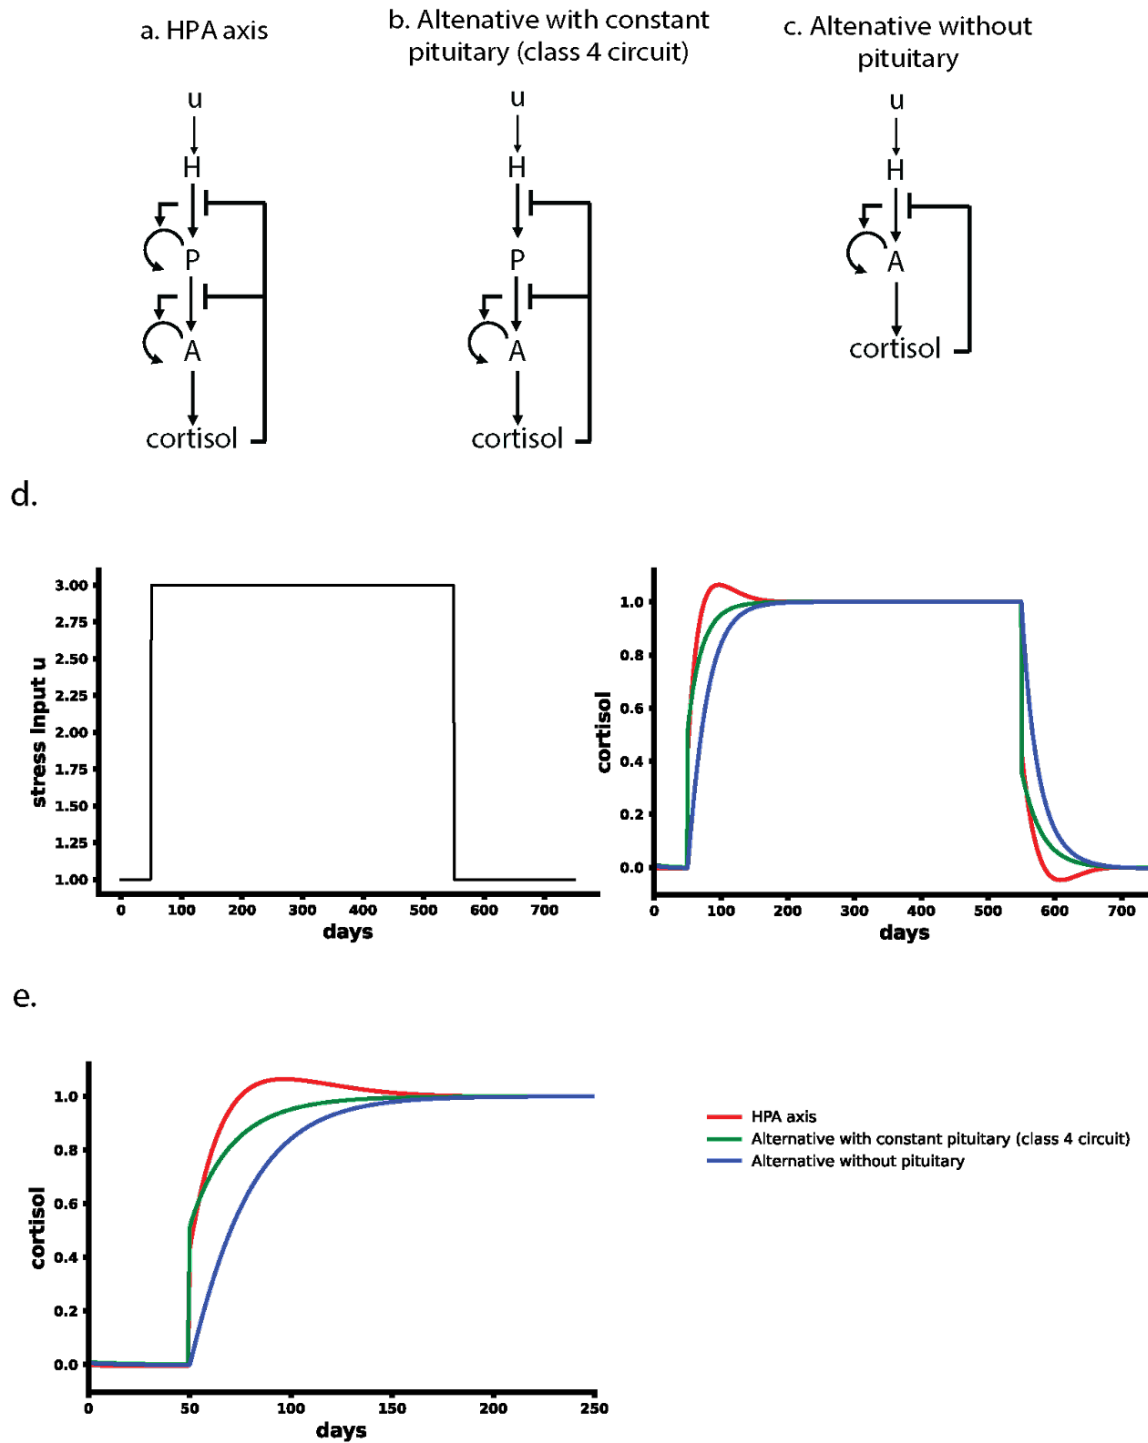 a. HPA axis
b. Altenative with constant
pituitary (class 4 circuit)
c. Altenative without
pituitary
u
H
P
A
cortisol
u
H
P
A
cortisol
u
H
A
cortisol
d.
3.00
2.75
2.50
2.25
2.00
1.75
1.50
1.25
1.00
stress input u
0 100 200 300 400 500 600 700
days
1.0
0.8
0.6
0.4
0.2
0.0
cortisol
0 100 200 300 400 500 600 700
days
e.
1.0
0.8
0.6
0.4
0.2
0.0
cortisol
0 50 100 150 200 250
days
HPA axis
Alternative with constant pituitary (class 4 circuit)
Alternative without pituitary